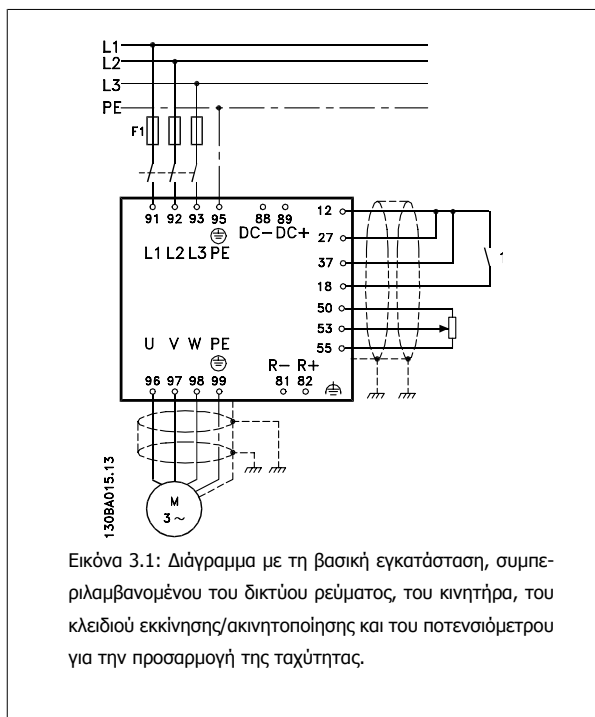 L1
L2
L3
PE
F1
91 92 93 95 88 89 12
DC- DC+
L1 L2 L3 PE
27
37
18
50
53
55
U V W PE
R- R+
96 97 98 99 81 82
M
3 ~
130BA015.13
Εικόνα 3.1: Διάγραμμα με τη βασική εγκατάσταση, συμπε-
ριλαμβανομένου του δικτύου ρεύματος, του κινητήρα, του
κλειδιού εκκίνησης/ακινητοποίησης και του ποτενσιόμετρου
για την προσαρμογή της ταχύτητας.